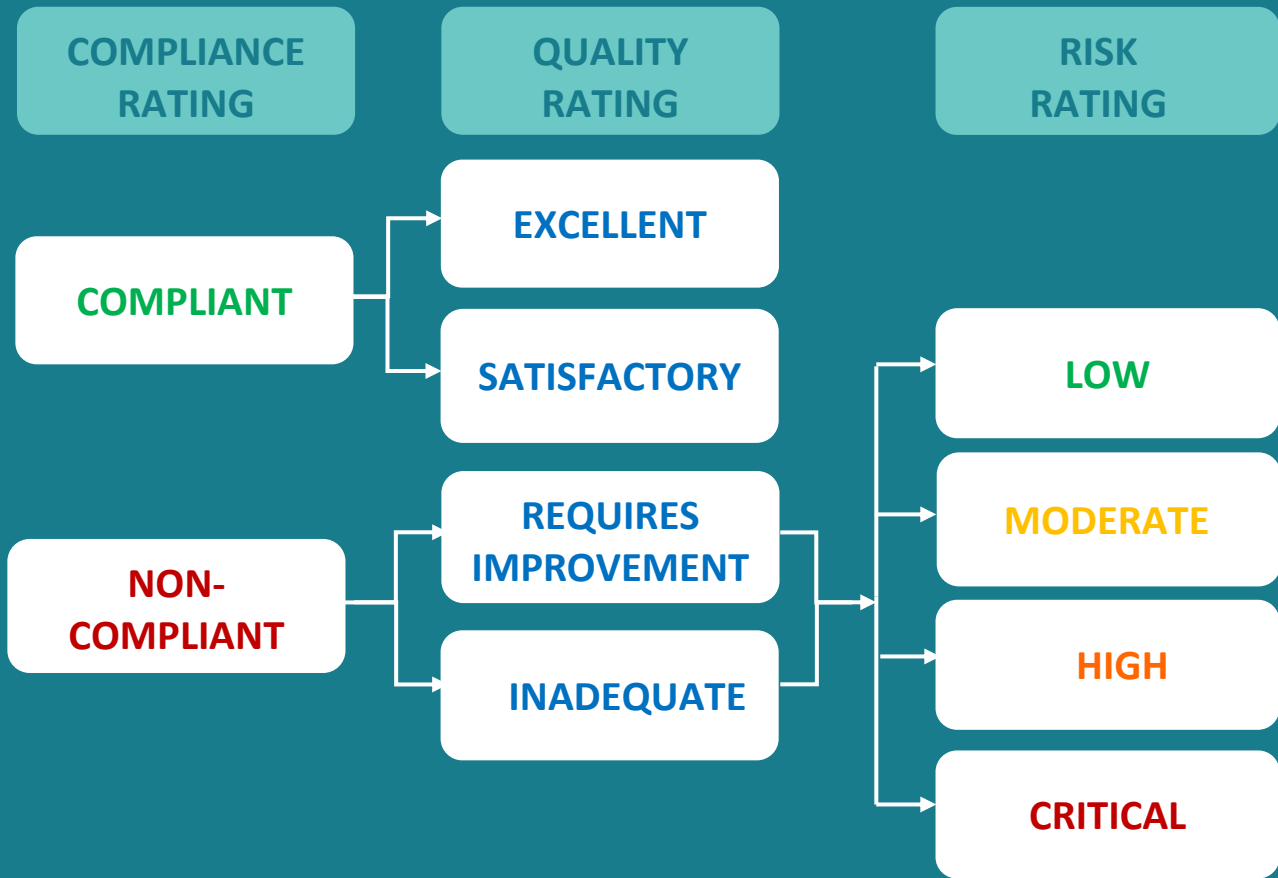 COMPLIANCE
RATING
QUALITY
RATING
RISK
RATING
COMPLIANT
EXCELLENT
SATISFACTORY
NON-
COMPLIANT
REQUIRES
IMPROVEMENT
INADEQUATE
LOW
MODERATE
HIGH
CRITICAL